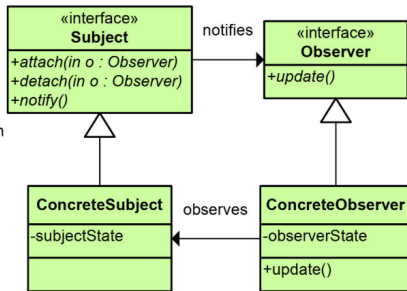 «interface»
Subject
+attach(in o : Observer)
+detach(in o : Observer)
+notify()
notifies
«interface»
Observer
+update()
ConcreteSubject
-subjectState
observes
ConcreteObserver
-observerState
+update()